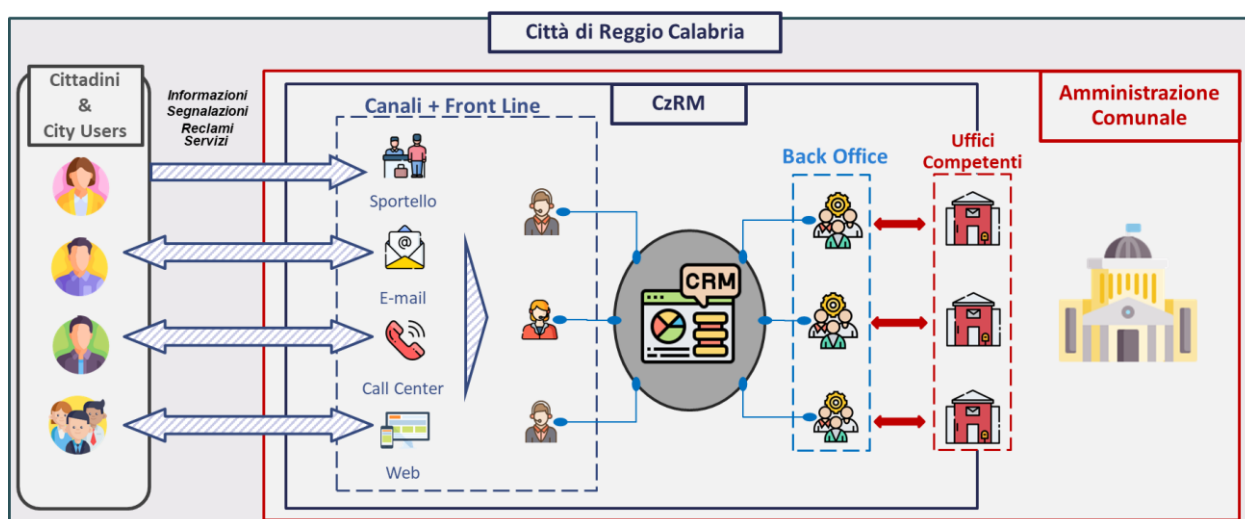 Città di Reggio Calabria
Cittadini
&
City Users
Informazioni
Segnalazioni
Reclami
Servizi
Canali + Front Line
CzRM
Amministrazione
Comunale
Back Office
Uffici
Competenti
Sportello
@
E-mail
Call Center
Web
CRM